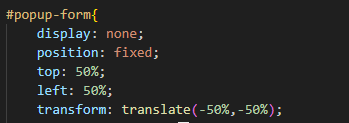 #popup-form{
display: none;
position: fixed;
top: 50%;
left: 50%;
transform: translate(-50%,-50%);